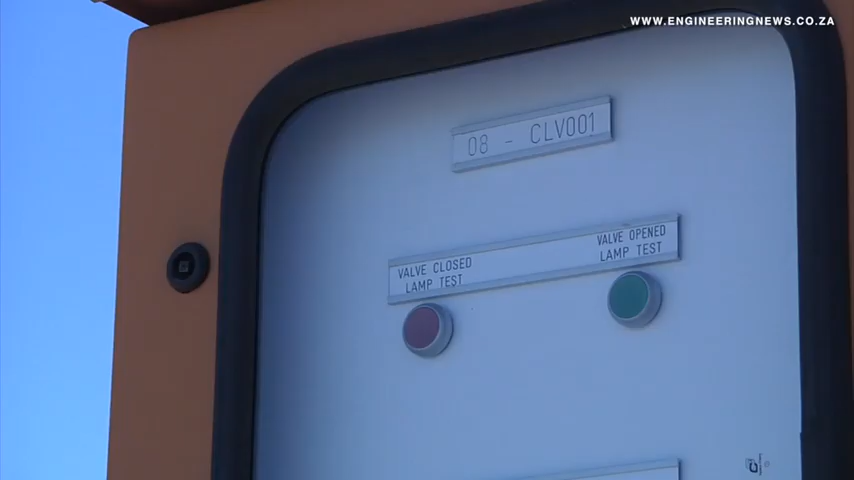 WWW.ENGINEERINGNEWS.CO.ZA
08 - CLV001
VALVE CLOSED
LAMP TEST
VALVE OPENED
LAMP TEST